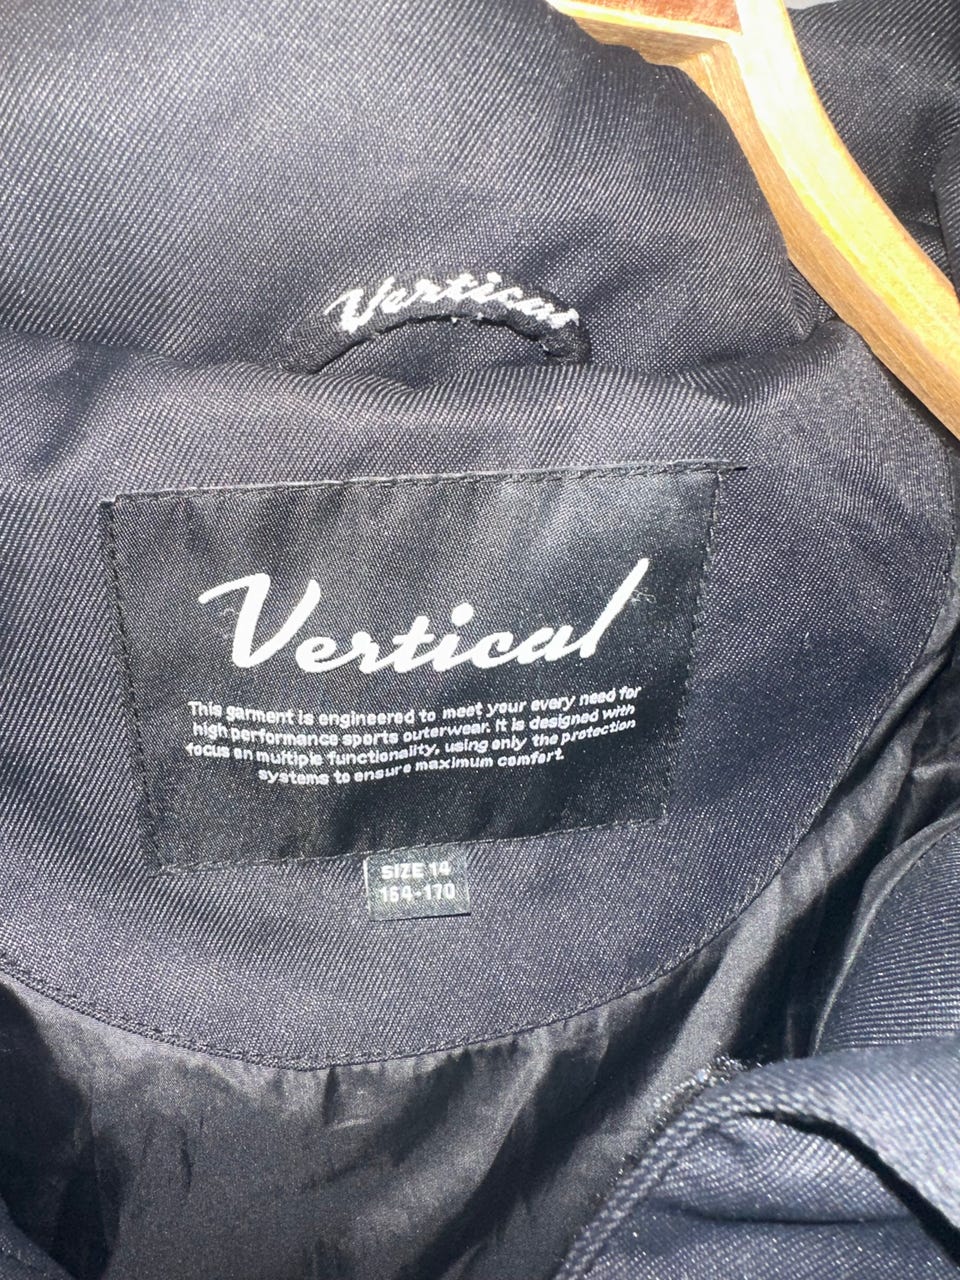 Vertical
Vertical
This garment is engineered to meet your every need for
high performance sports outerwear. It is designed with
focus on multiple functionality, using only the protection
systems to ensure maximum comfort.
SIZE 14
164-170